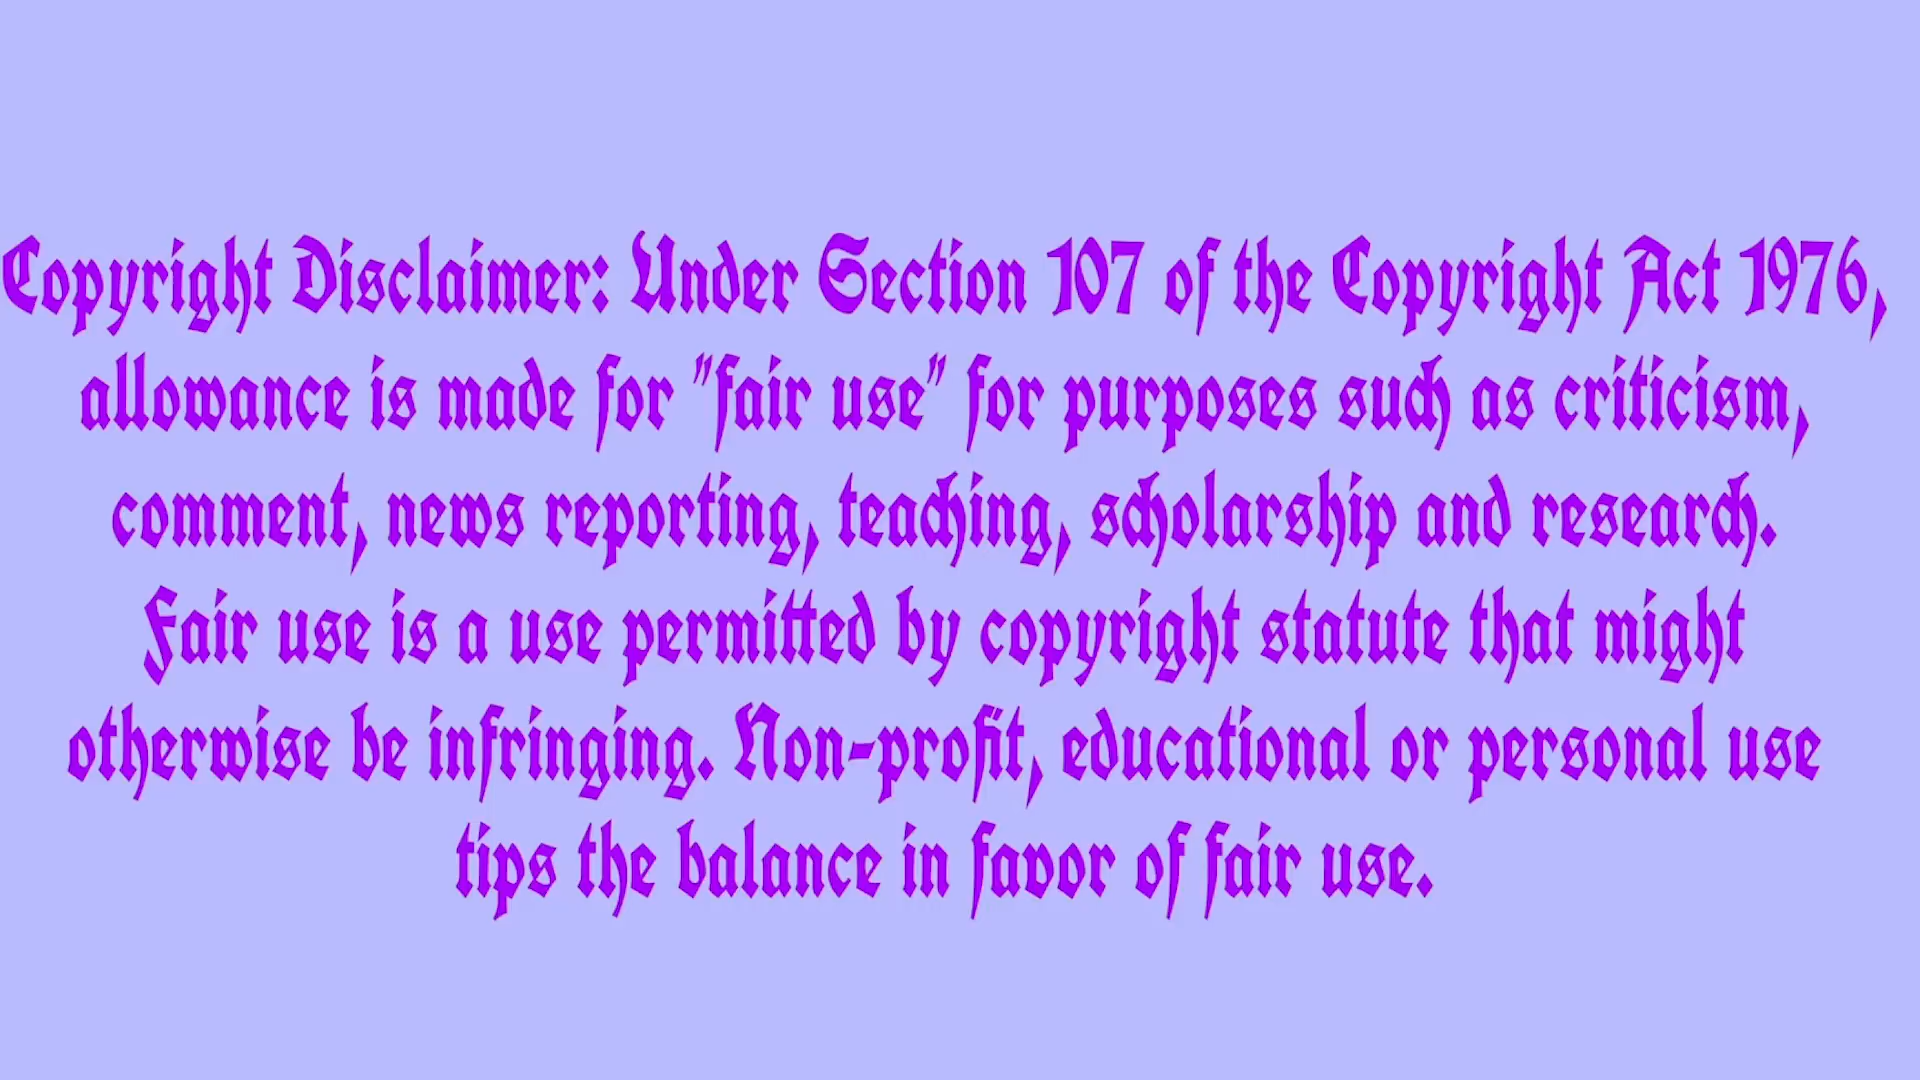 Copyright Disclaimer: Under Section 107 of the Copyright Act 1976,
allowance is made for "fair use" for purposes such as criticism,
comment, news reporting, teaching, scholarship and research.
Fair use is a use permitted by copyright statute that might
otherwise be infringing. Non-profit, educational or personal use
tips the balance in favor of fair use.